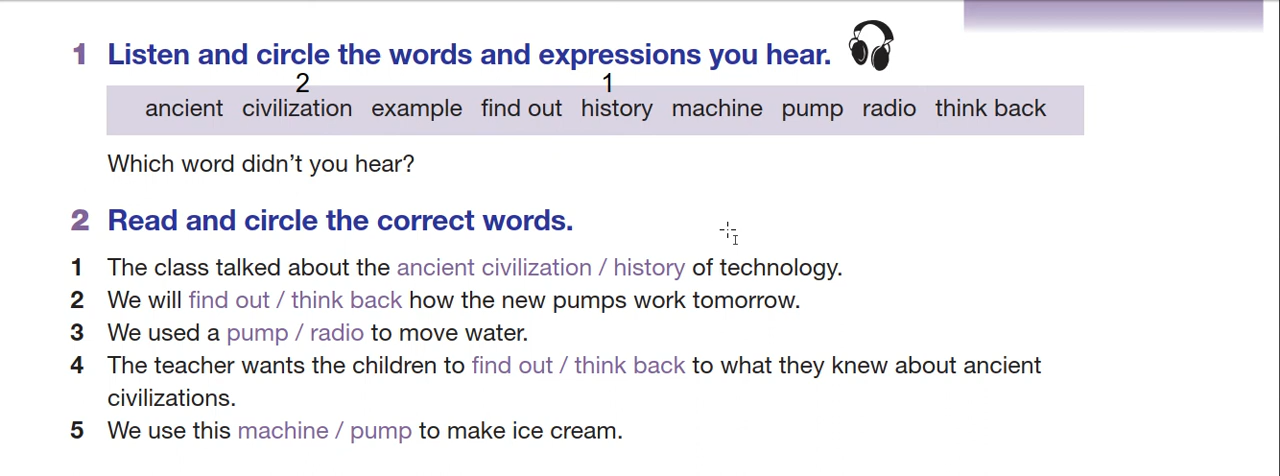 1 Listen and circle the words and expressions you hear.
2 1
ancient civilization example find out history machine pump radio think back
Which word didn't you hear?
2 Read and circle the correct words.
1 The class talked about the ancient civilization / history of technology.
2 We will find out / think back how the new pumps work tomorrow.
3 We used a pump / radio to move water.
4 The teacher wants the children to find out / think back to what they knew about ancient
civilizations.
5 We use this machine / pump to make ice cream.